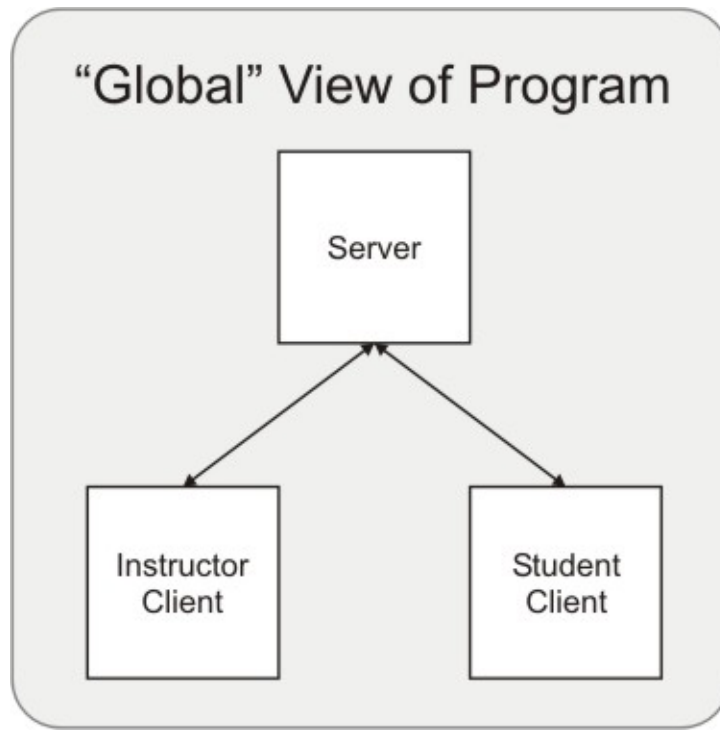 “Global” View of Program
Server
Instructor
Client
Student
Client